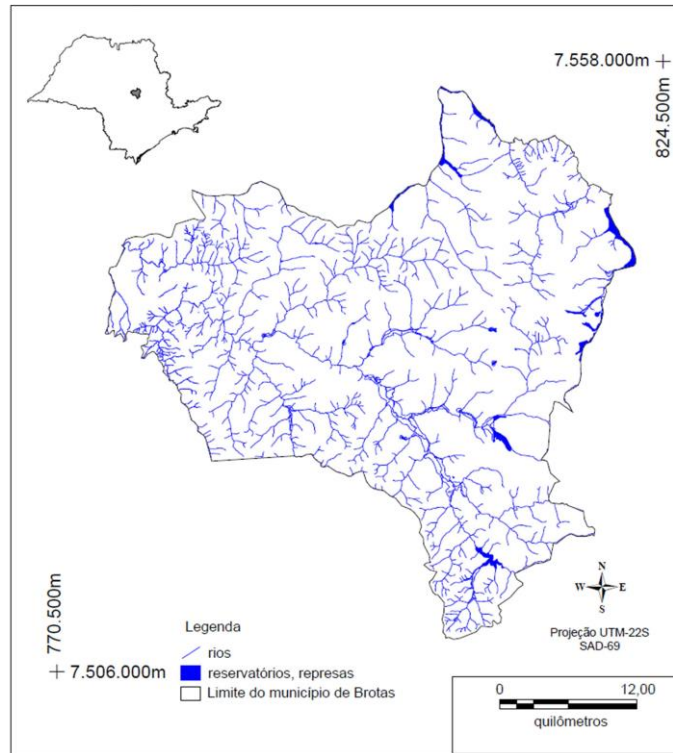 7.558.000m
824.500m
770.500m
7.506.000m
Legenda
rios
reservatórios, represas
Limite do município de Brotas
N
W E
S
Projeção UTM-22S
SAD-69
0 12,00
quilômetros